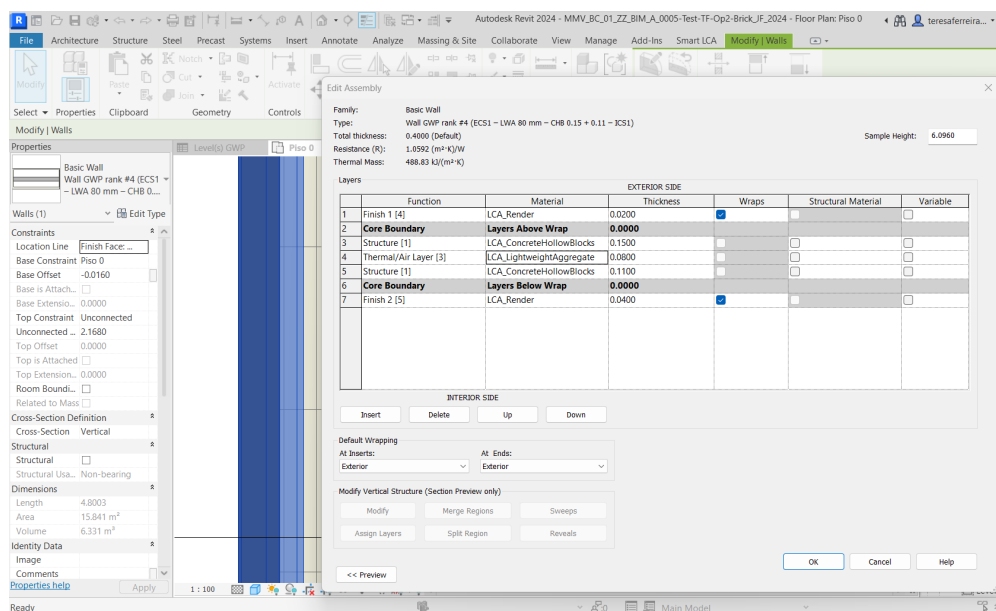 Autodesk Revit 2024 - MMV_BC_01_ZZ_BIM_A_0005-Test-TF-Op2-Brick_JF_2024 - Floor Plan: Piso 0
teresaferreira...
File Architecture Structure Steel Precast Systems Insert Annotate Analyze Massing & Site Collaborate View Manage Add-Ins Smart LCA Modify | Walls
Modify
Paste
Notch
Cut
Join
Activate
Select Properties Clipboard Geometry Controls
Modify | Walls
Properties
Level(s) GWP
Piso 0
Basic Wall
Wall GWP rank #4 (ECS1
– LWA 80 mm – CHB 0....
Walls (1)
Edit Type
Constraints
Location Line Finish Face: ...
Base Constraint Piso 0
Base Offset -0.0160
Base is Attach...
Base Extensio... 0.0000
Top Constraint Unconnected
Unconnected ... 2.1680
Top Offset 0.0000
Top is Attached
Top Extension... 0.0000
Room Boundi...
Related to Mass
Cross-Section Definition
Cross-Section Vertical
Structural
Structural
Structural Usa... Non-bearing
Dimensions
Length 4.8003
Area 15.841 m²
Volume 6.331 m³
Identity Data
Image
Comments
Properties help
Apply
1 : 100
Ready
Main Model
Edit Assembly
Family: Basic Wall
Type: Wall GWP rank #4 (ECS1 – LWA 80 mm – CHB 0.15 + 0.11 – ICS1)
Total thickness: 0.4000 (Default)
Sample Height: 6.0960
Resistance (R): 1.0592 (m²·K)/W
Thermal Mass: 488.83 kJ/(m²·K)
Layers
EXTERIOR SIDE
Function Material Thickness Wraps Structural Material Variable
1 Finish 1 [4] LCA_Render 0.0200
2 Core Boundary Layers Above Wrap 0.0000
3 Structure [1] LCA_ConcreteHollowBlocks 0.1500
4 Thermal/Air Layer [3] LCA_LightweightAggregate 0.0800
5 Structure [1] LCA_ConcreteHollowBlocks 0.1100
6 Core Boundary Layers Below Wrap 0.0000
7 Finish 2 [5] LCA_Render 0.0400
INTERIOR SIDE
Insert Delete Up Down
Default Wrapping
At Inserts: At Ends:
Exterior Exterior
Modify Vertical Structure (Section Preview only)
Modify Merge Regions Sweeps
Assign Layers Split Region Reveals
<< Preview
OK Cancel Help